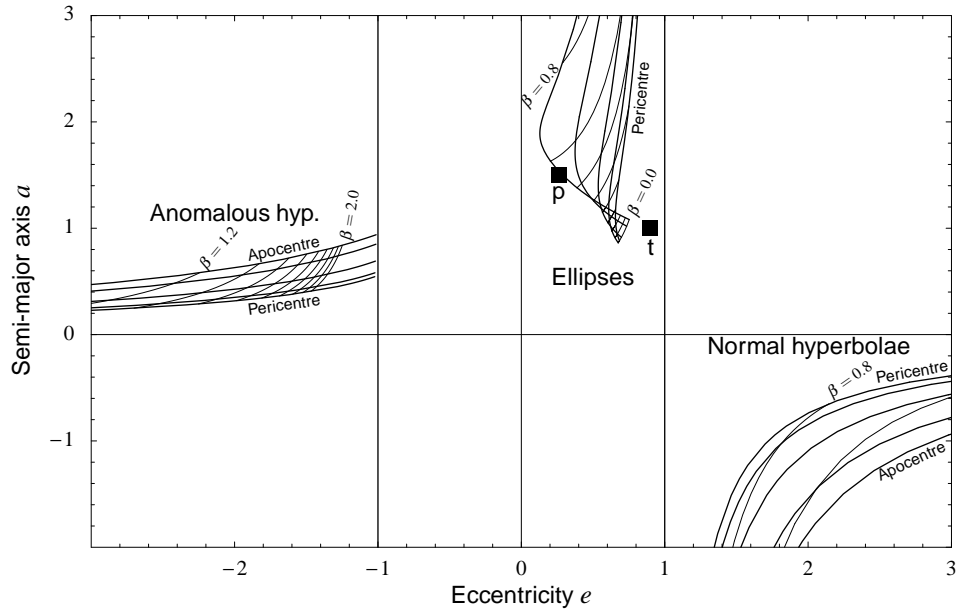 3
2
1
0
−1
Semi-major axis a
−2
−1
0
1
2
3
Eccentricity e
Anomalous hyp.
β = 1.2
β = 2.0
Apocentre
Pericentre
β = 0.8
Pericentre
β = 0.0
p
t
Ellipses
Normal hyperbolae
β = 0.8
Pericentre
Apocentre